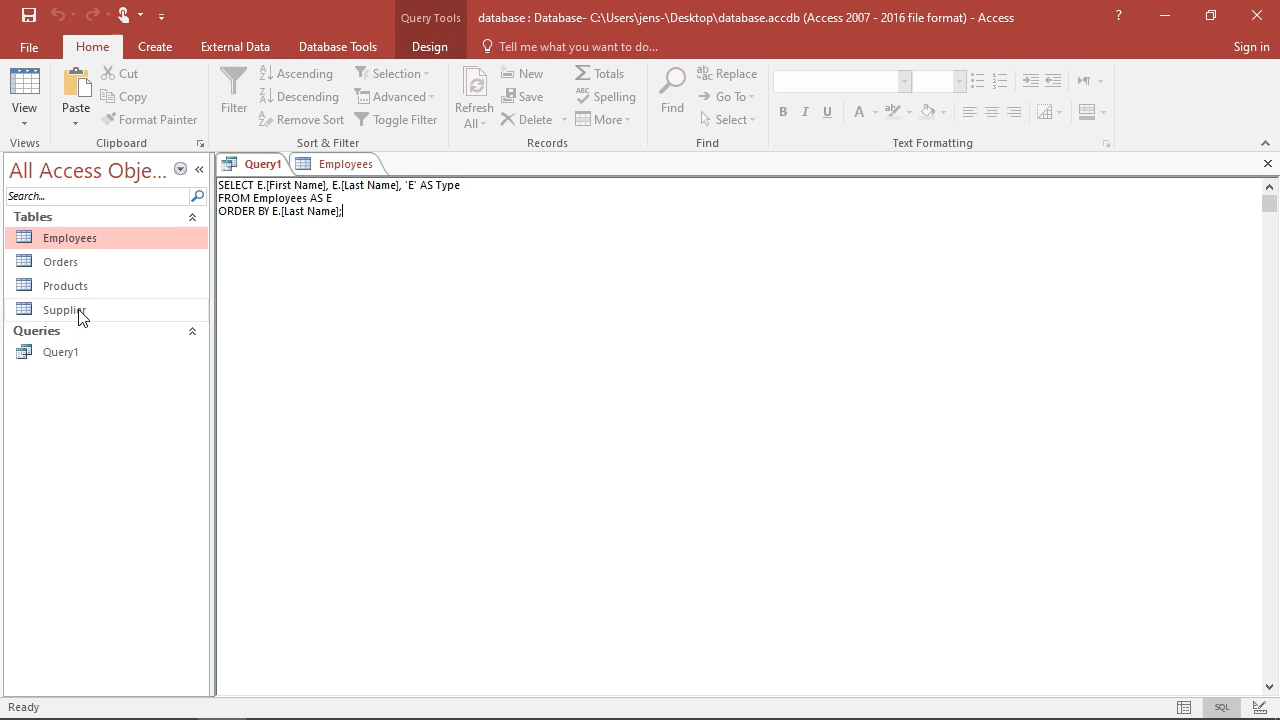 Query Tools
database : Database- C:\Users\jens-\Desktop\database.accdb (Access 2007 - 2016 file format) - Access
?
File
Home
Create
External Data
Database Tools
Design
Tell me what you want to do...
Sign in
View
Views
Paste
Cut
Copy
Format Painter
Clipboard
Filter
Ascending
Descending
Remove Sort
Selection
Advanced
Toggle Filter
Sort & Filter
Refresh
All
New
Save
Delete
Totals
Spelling
More
Records
Find
Replace
Go To
Select
Find
B I U A
Text Formatting
All Access Obje...
Search...
Tables
Employees
Orders
Products
Supplier
Queries
Query1
Query1
Employees
SELECT E.[First Name], E.[Last Name], 'E' AS Type
FROM Employees AS E
ORDER BY E.[Last Name];
Ready
SQL